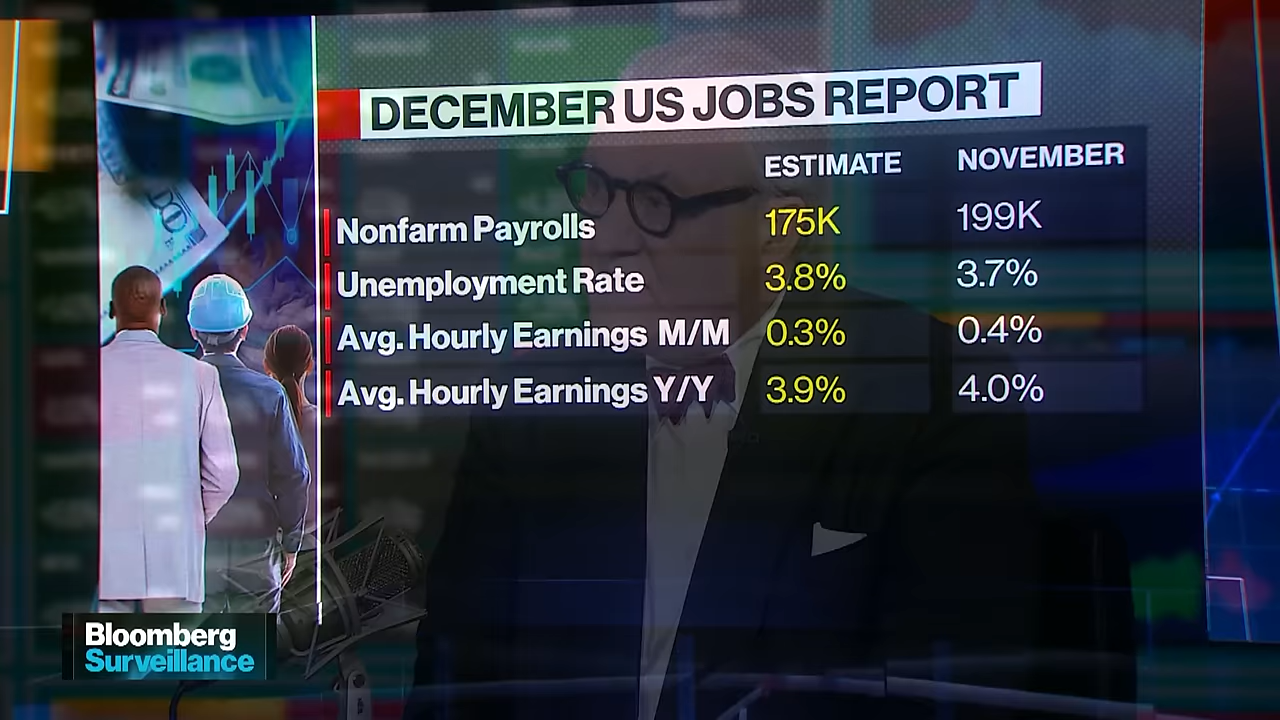 DECEMBER US JOBS REPORT
ESTIMATE NOVEMBER
Nonfarm Payrolls 175K 199K
Unemployment Rate 3.8% 3.7%
Avg. Hourly Earnings M/M 0.3% 0.4%
Avg. Hourly Earnings Y/Y 3.9% 4.0%
Bloomberg
Surveillance